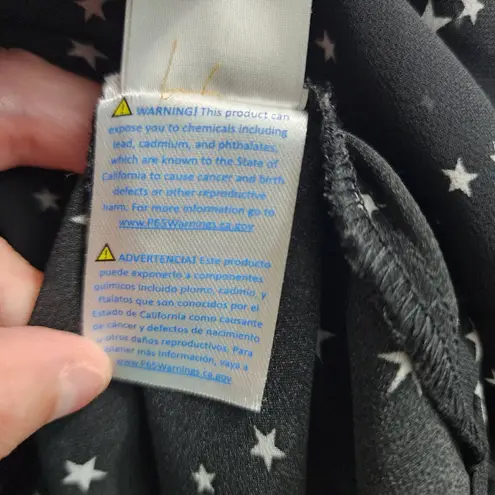 WARNING! This product can
expose you to chemicals including
lead, cadmium, and phthalates,
which are known to the State of
California to cause cancer and birth
defects or other reproductive
harm. For more information go to
www.P65Warnings.ca.gov
ADVERTENCIA! Este producto
puede exponerlo a componentes
químicos incluido plomo, cadmio, y
ftalatos que son conocidos por el
Estado de California como causante
de cáncer y defectos de nacimiento
u otros daños reproductivos. Para
obtener más información, vaya a
www.P65Warnings.ca.gov